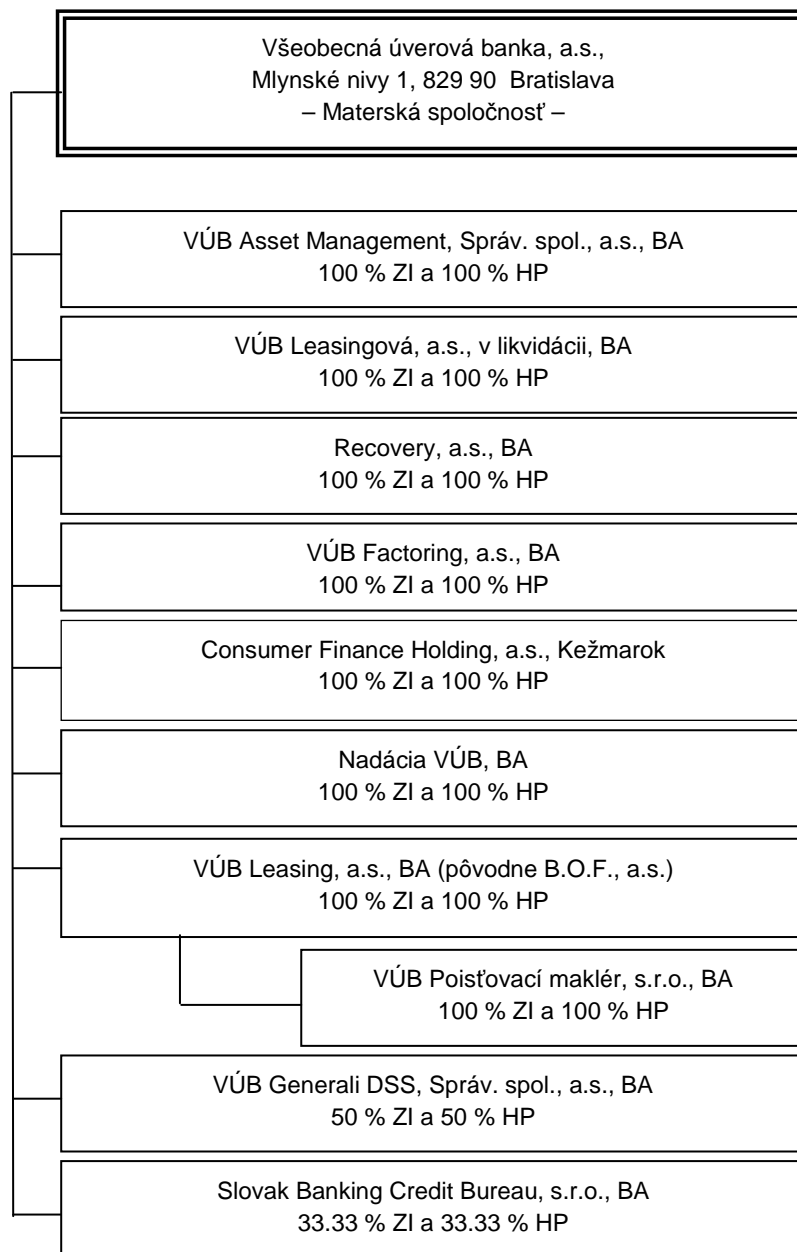 Všeobecná úverová banka, a.s.,
Mlynské nivy 1, 829 90 Bratislava
– Materská spoločnosť –
VÚB Asset Management, Správ. spol., a.s., BA
100 % ZI a 100 % HP
VÚB Leasingová, a.s., v likvidácii, BA
100 % ZI a 100 % HP
Recovery, a.s., BA
100 % ZI a 100 % HP
VÚB Factoring, a.s., BA
100 % ZI a 100 % HP
Consumer Finance Holding, a.s., Kežmarok
100 % ZI a 100 % HP
Nadácia VÚB, BA
100 % ZI a 100 % HP
VÚB Leasing, a.s., BA (pôvodne B.O.F., a.s.)
100 % ZI a 100 % HP
VÚB Poisťovací maklér, s.r.o., BA
100 % ZI a 100 % HP
VÚB Generali DSS, Správ. spol., a.s., BA
50 % ZI a 50 % HP
Slovak Banking Credit Bureau, s.r.o., BA
33.33 % ZI a 33.33 % HP